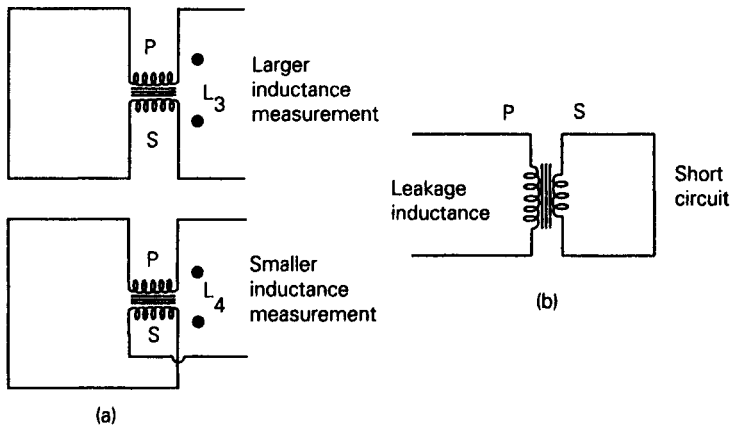 P
Larger
L3
inductance
measurement
S
P
Smaller
L4
inductance
measurement
S
(a)
P
S
Leakage
inductance
Short
circuit
(b)